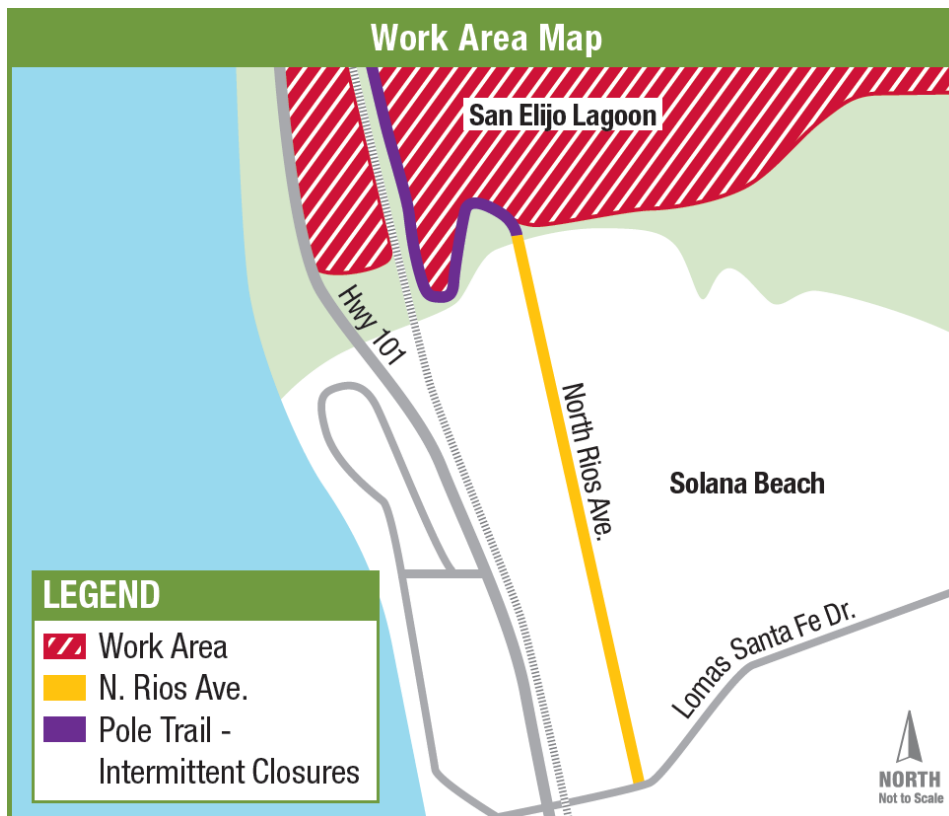 Work Area Map
San Elijo Lagoon
Hwy 101
North Rios Ave.
Solana Beach
Lomas Santa Fe Dr.
LEGEND
Work Area
N. Rios Ave.
Pole Trail -
Intermittent Closures
NORTH
Not to Scale